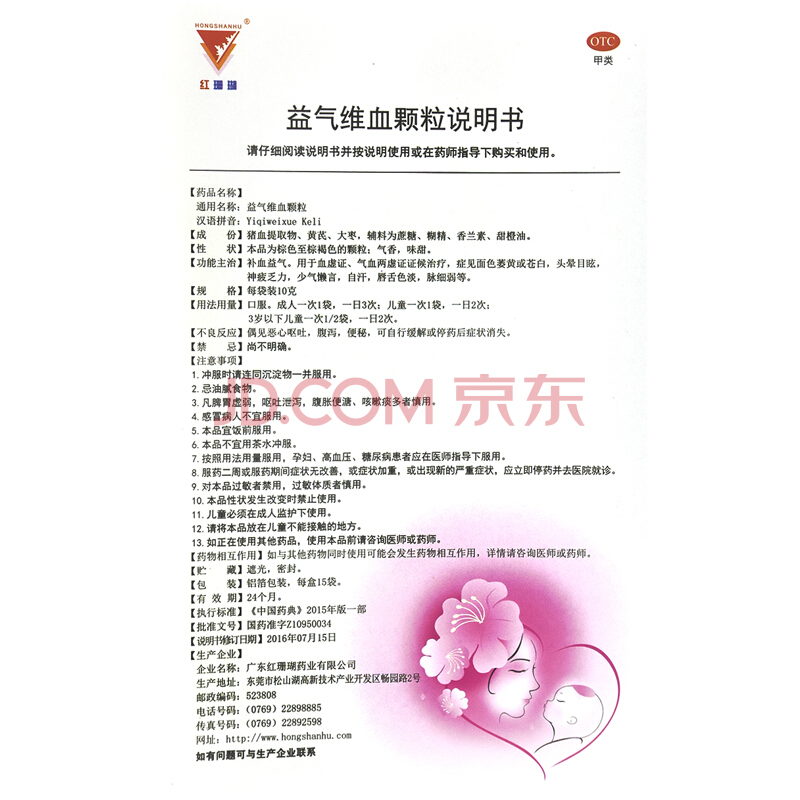 HONGSHANHU®
红珊瑚
OTC
甲类
益气维血颗粒说明书
请仔细阅读说明书并按说明使用或在药师指导下购买和使用。
【药品名称】
通用名称：益气维血颗粒
汉语拼音：Yiqiweixue Keli
【成　　份】猪血提取物、黄芪、大枣，辅料为蔗糖、糊精、香兰素、甜橙油。
【性　　状】本品为棕色至棕褐色的颗粒；气香，味甜。
【功能主治】补血益气。用于血虚证、气血两虚证证候治疗，症见面色萎黄或苍白，头晕目眩，
神疲乏力，少气懒言，自汗，唇舌色淡，脉细弱等。
【规　　格】每袋装10克
【用法用量】口服。成人一次1袋，一日3次；儿童一次1袋，一日2次；
3岁以下儿童一次1/2袋，一日2次。
【不良反应】偶见恶心呕吐，腹泻，便秘，可自行缓解或停药后症状消失。
【禁　　忌】尚不明确。
【注意事项】
1.冲服时请连同沉淀物一并服用。
2.忌油腻食物。
3.凡脾胃虚弱，呕吐泄泻，腹胀便溏、咳嗽痰多者慎用。
4.感冒病人不宜服用。
5.本品宜饭前服用。
6.本品不宜用茶水冲服。
7.按照用法用量服用，孕妇、高血压、糖尿病患者应在医师指导下服用。
8.服药二周或服药期间症状无改善，或症状加重，或出现新的严重症状，应立即停药并去医院就诊。
9.对本品过敏者禁用，过敏体质者慎用。
10.本品性状发生改变时禁止使用。
11.儿童必须在成人监护下使用。
12.请将本品放在儿童不能接触的地方。
13.如正在使用其他药品，使用本品前请咨询医师或药师。
【药物相互作用】如与其他药物同时使用可能会发生药物相互作用，详情请咨询医师或药师。
【贮　　藏】遮光，密封。
【包　　装】铝箔包装，每盒15袋。
【有 效 期】24个月。
【执行标准】《中国药典》2015年版一部
【批准文号】国药准字Z10950034
【说明书修订日期】2016年07月15日
【生产企业】
企业名称：广东红珊瑚药业有限公司
生产地址：东莞市松山湖高新技术产业开发区畅园路2号
邮政编码：523808
电话号码：(0769) 22898885
传真号码：(0769) 22892598
网址：http://www.hongshanhu.com
如有问题可与生产企业联系
JD.COM 京东